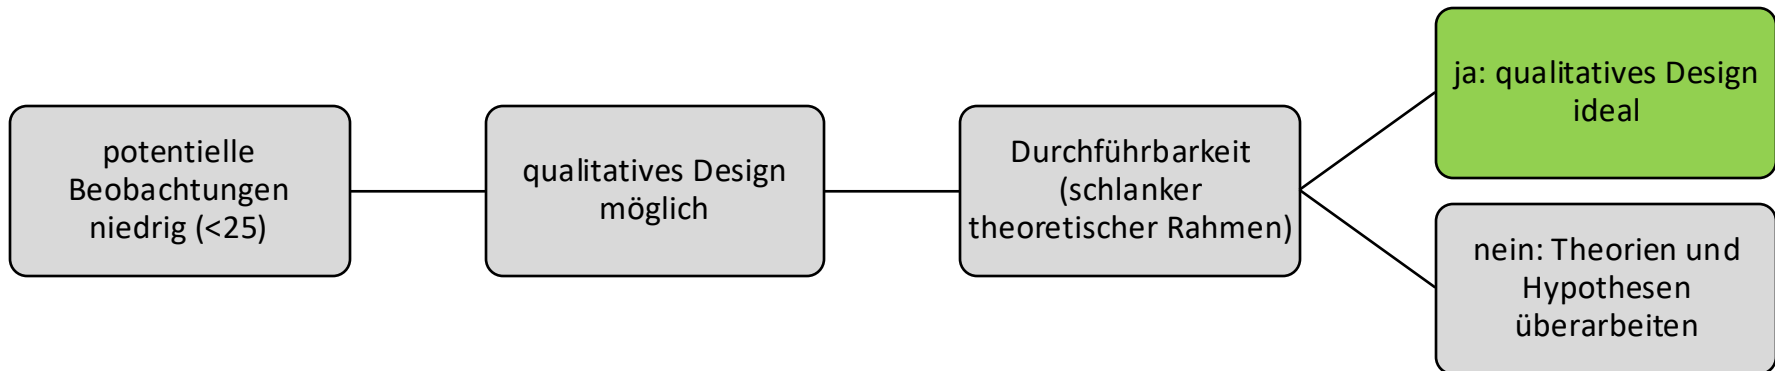 potentielle
Beobachtungen
niedrig (<25)
qualitatives Design
möglich
Durchführbarkeit
(schlanker
theoretischer Rahmen)
ja: qualitatives Design
ideal
nein: Theorien und
Hypothesen
überarbeiten